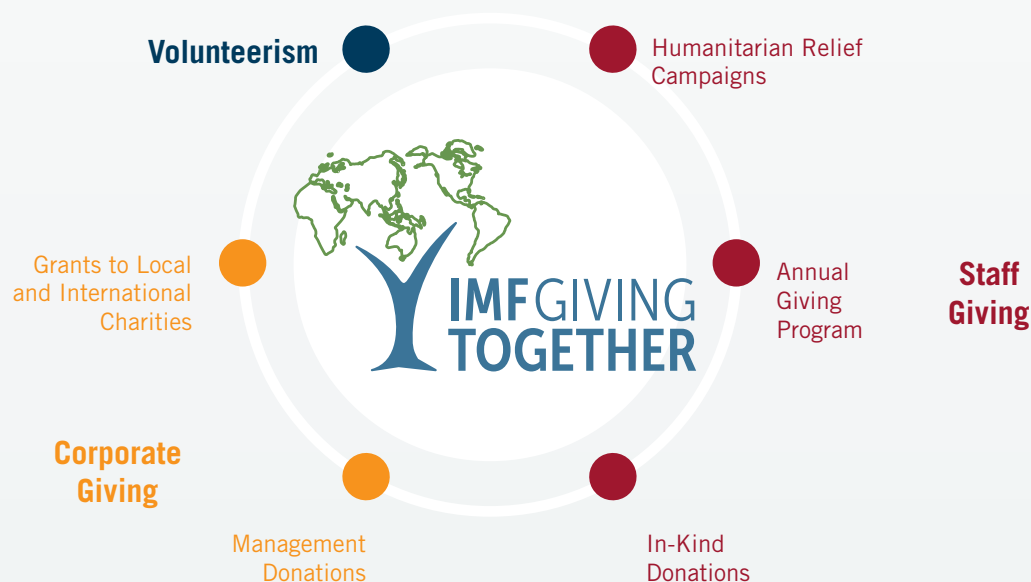 Volunteerism
Humanitarian Relief
Campaigns
Grants to Local
and International
Charities
IMF GIVING
TOGETHER
Annual
Giving
Program
Staff
Giving
Corporate
Giving
Management
Donations
In-Kind
Donations